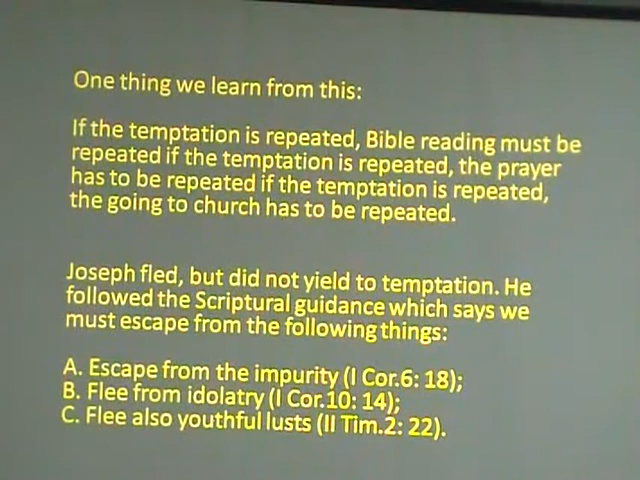 One thing we learn from this:
If the temptation is repeated, Bible reading must be
repeated if the temptation is repeated, the prayer
has to be repeated if the temptation is repeated,
the going to church has to be repeated.
Joseph fled, but did not yield to temptation. He
followed the Scriptural guidance which says we
must escape from the following things:
A. Escape from the impurity (I Cor.6: 18);
B. Flee from idolatry (I Cor.10: 14);
C. Flee also youthful lusts (II Tim.2: 22).